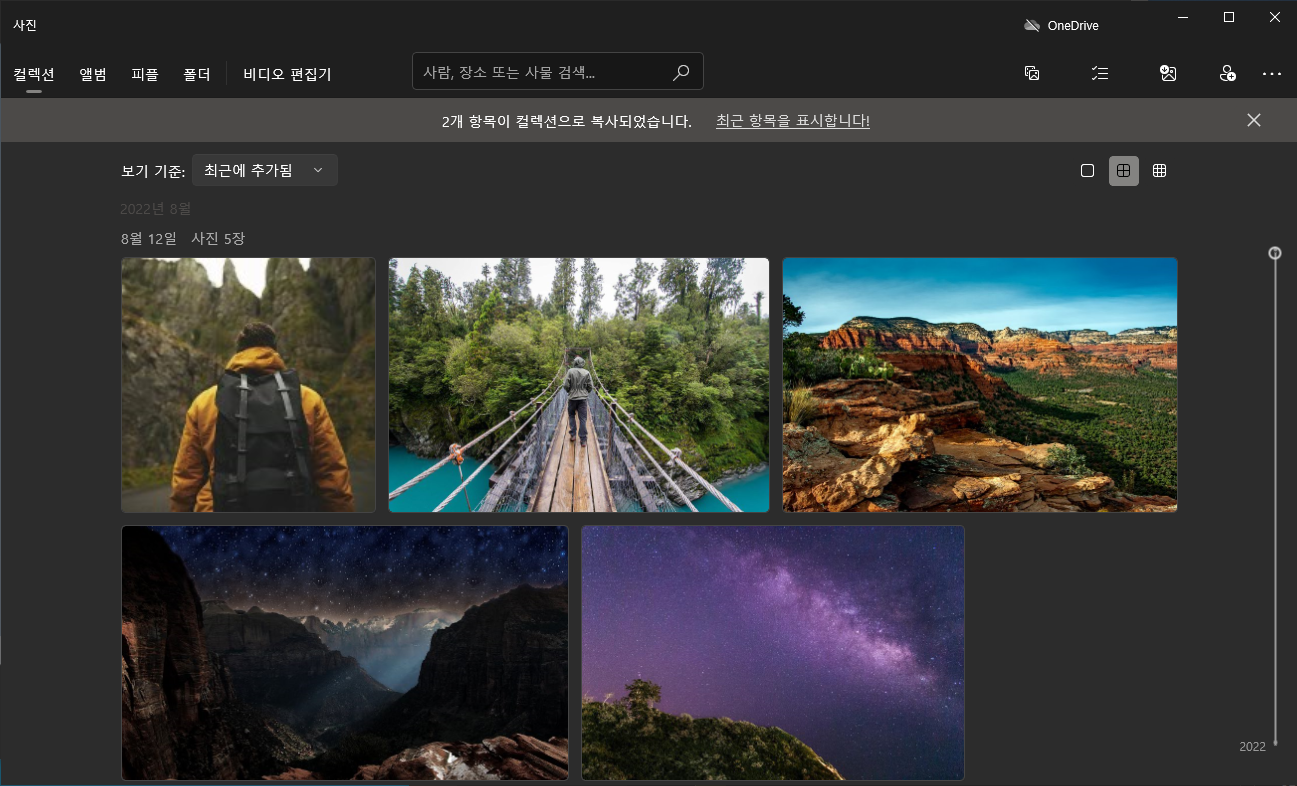 사진
OneDrive
컬렉션 앨범 피플 폴더 비디오 편집기
사람, 장소 또는 사물 검색...
2개 항목이 컬렉션으로 복사되었습니다. 최근 항목을 표시합니다!
보기 기준: 최근에 추가됨
2022년 8월
8월 12일 사진 5장
2022